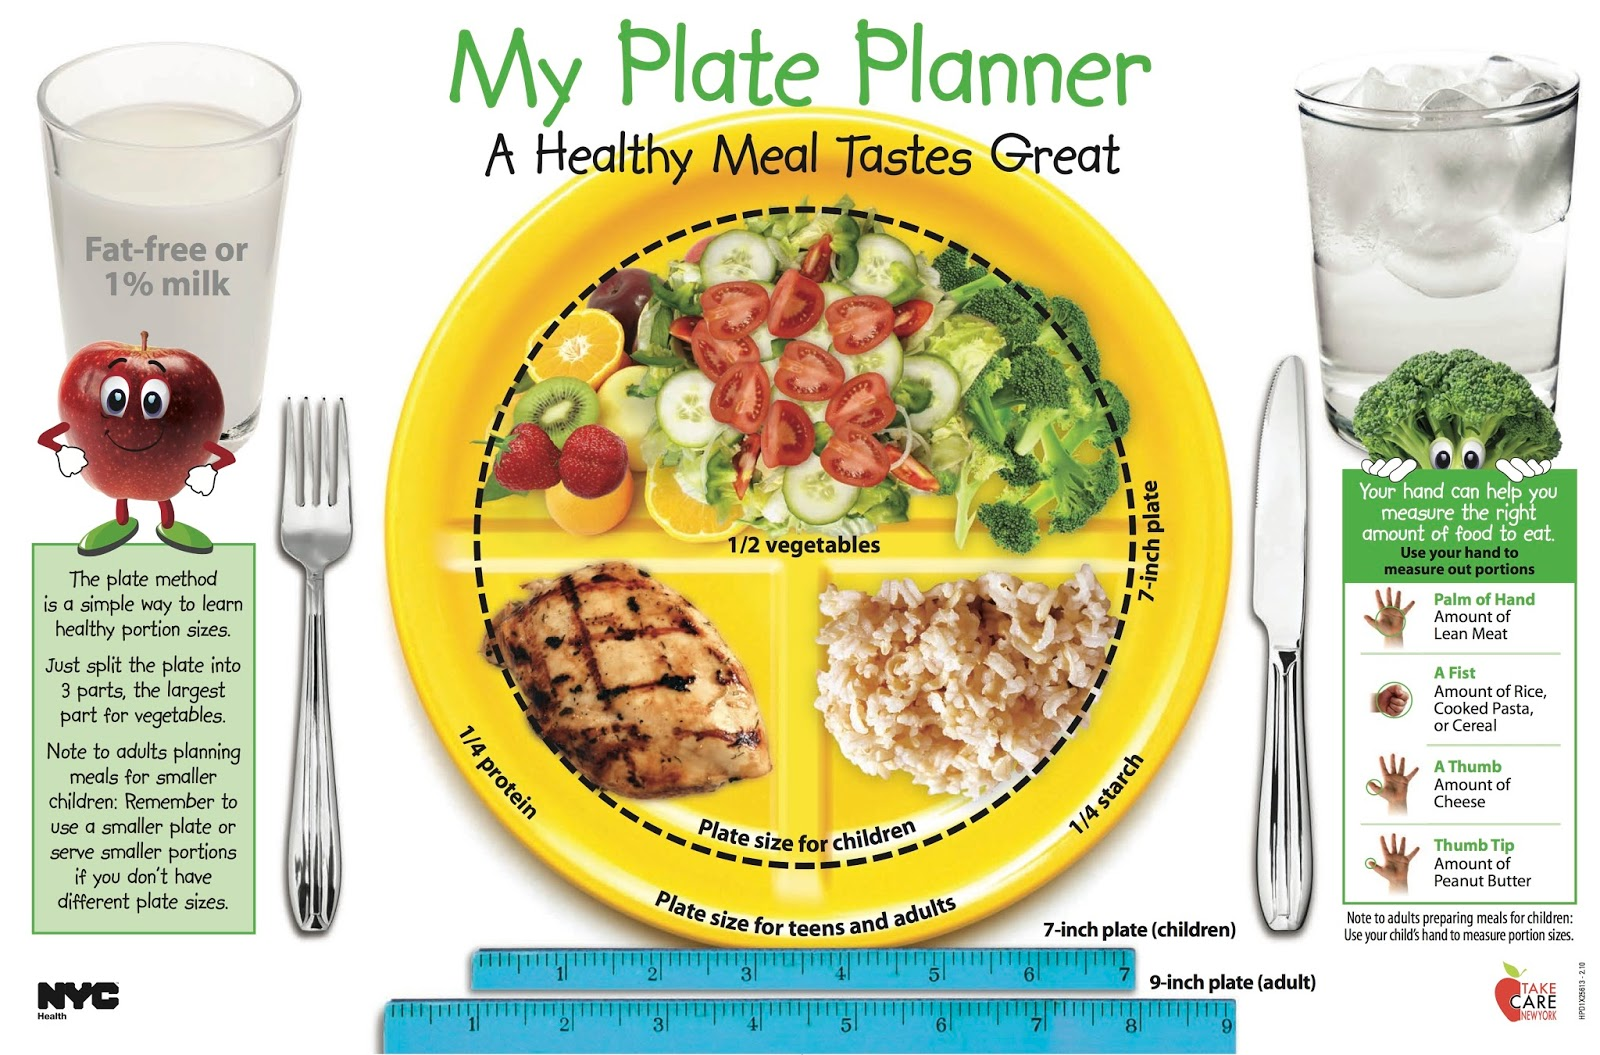 My Plate Planner
A Healthy Meal Tastes Great
Fat-free or
1% milk
The plate method
is a simple way to learn
healthy portion sizes.
Just split the plate into
3 parts, the largest
part for vegetables.
Note to adults planning
meals for smaller
children: Remember to
use a smaller plate or
serve smaller portions
if you don't have
different plate sizes.
NYC
Health
1/2 vegetables
7-inch plate
1/4 protein
1/4 starch
Plate size for children
Plate size for teens and adults
7-inch plate (children)
1 2 3 4 5 6 7
9-inch plate (adult)
1 2 3 4 5 6 7 8 9
Your hand can help you
measure the right
amount of food to eat.
Use your hand to
measure out portions
Palm of Hand
Amount of
Lean Meat
A Fist
Amount of Rice,
Cooked Pasta,
or Cereal
A Thumb
Amount of
Cheese
Thumb Tip
Amount of
Peanut Butter
Note to adults preparing meals for children:
Use your child's hand to measure portion sizes.
TAKE
CARE
NEW YORK
HPD1X25613 - 2.10